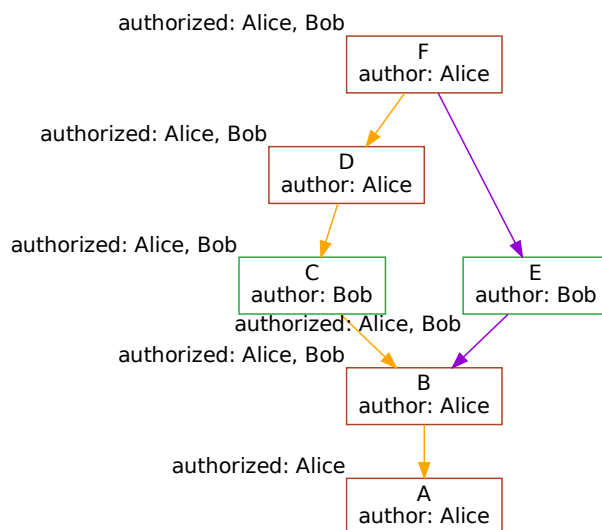 authorized: Alice, Bob
F
author: Alice
authorized: Alice, Bob
D
author: Alice
authorized: Alice, Bob
C
author: Bob
authorized: Alice, Bob
E
author: Bob
authorized: Alice, Bob
B
author: Alice
authorized: Alice
A
author: Alice